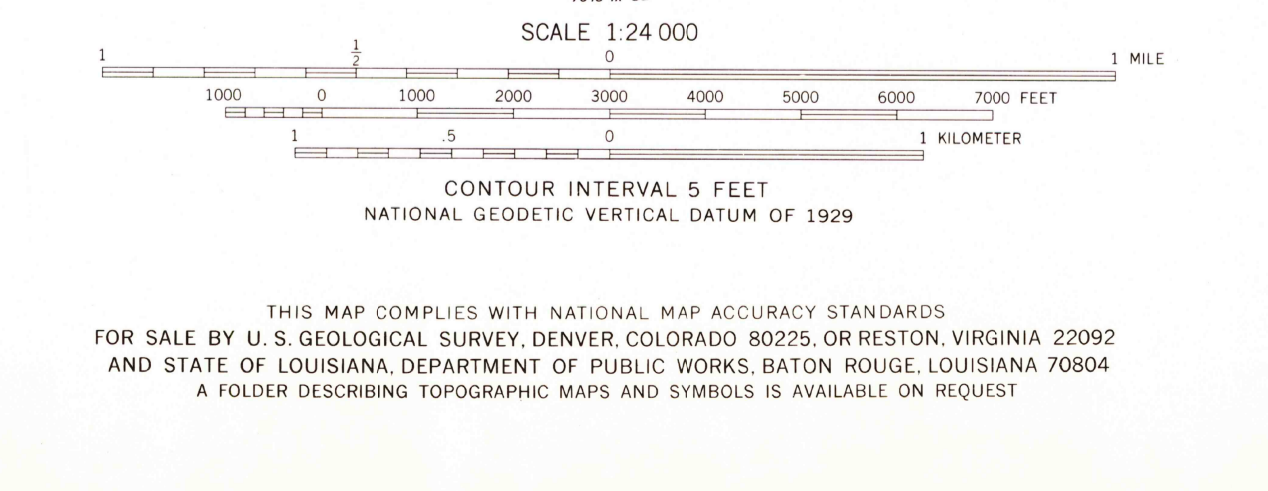 SCALE 1:24 000
1 1/2 0 1 MILE
1000 0 1000 2000 3000 4000 5000 6000 7000 FEET
1 .5 0 1 KILOMETER
CONTOUR INTERVAL 5 FEET
NATIONAL GEODETIC VERTICAL DATUM OF 1929
THIS MAP COMPLIES WITH NATIONAL MAP ACCURACY STANDARDS
FOR SALE BY U. S. GEOLOGICAL SURVEY, DENVER, COLORADO 80225, OR RESTON, VIRGINIA 22092
AND STATE OF LOUISIANA, DEPARTMENT OF PUBLIC WORKS, BATON ROUGE, LOUISIANA 70804
A FOLDER DESCRIBING TOPOGRAPHIC MAPS AND SYMBOLS IS AVAILABLE ON REQUEST